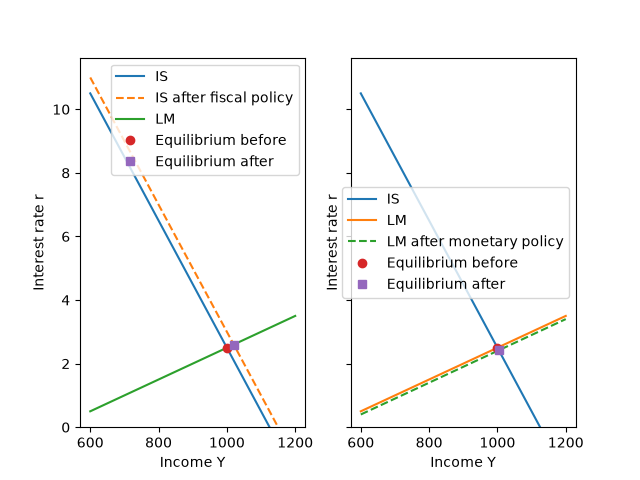 IS
IS after fiscal policy
LM
Equilibrium before
Equilibrium after
10
8
6
4
2
0
Interest rate r
600
800
1000
1200
Income Y
IS
LM
LM after monetary policy
Equilibrium before
Equilibrium after
Interest rate r
600
800
1000
1200
Income Y